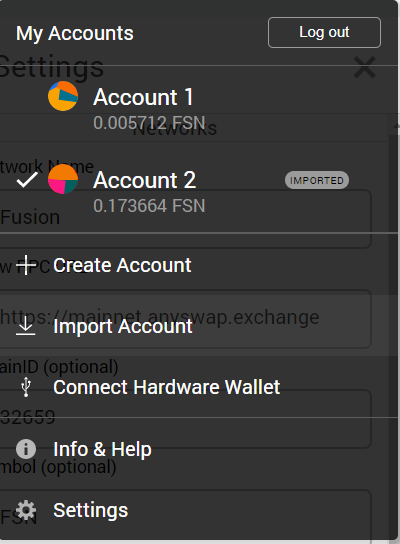 My Accounts
Log out
Settings
Account 1
0.005712 FSN
Networks
twork Name
Account 2
IMPORTED
0.173664 FSN
Fusion
Create Account
https://mainnet.anyswap.exchange
Import Account
ainID (optional)
Connect Hardware Wallet
32659
Info & Help
mbol (optional)
Settings
FSN